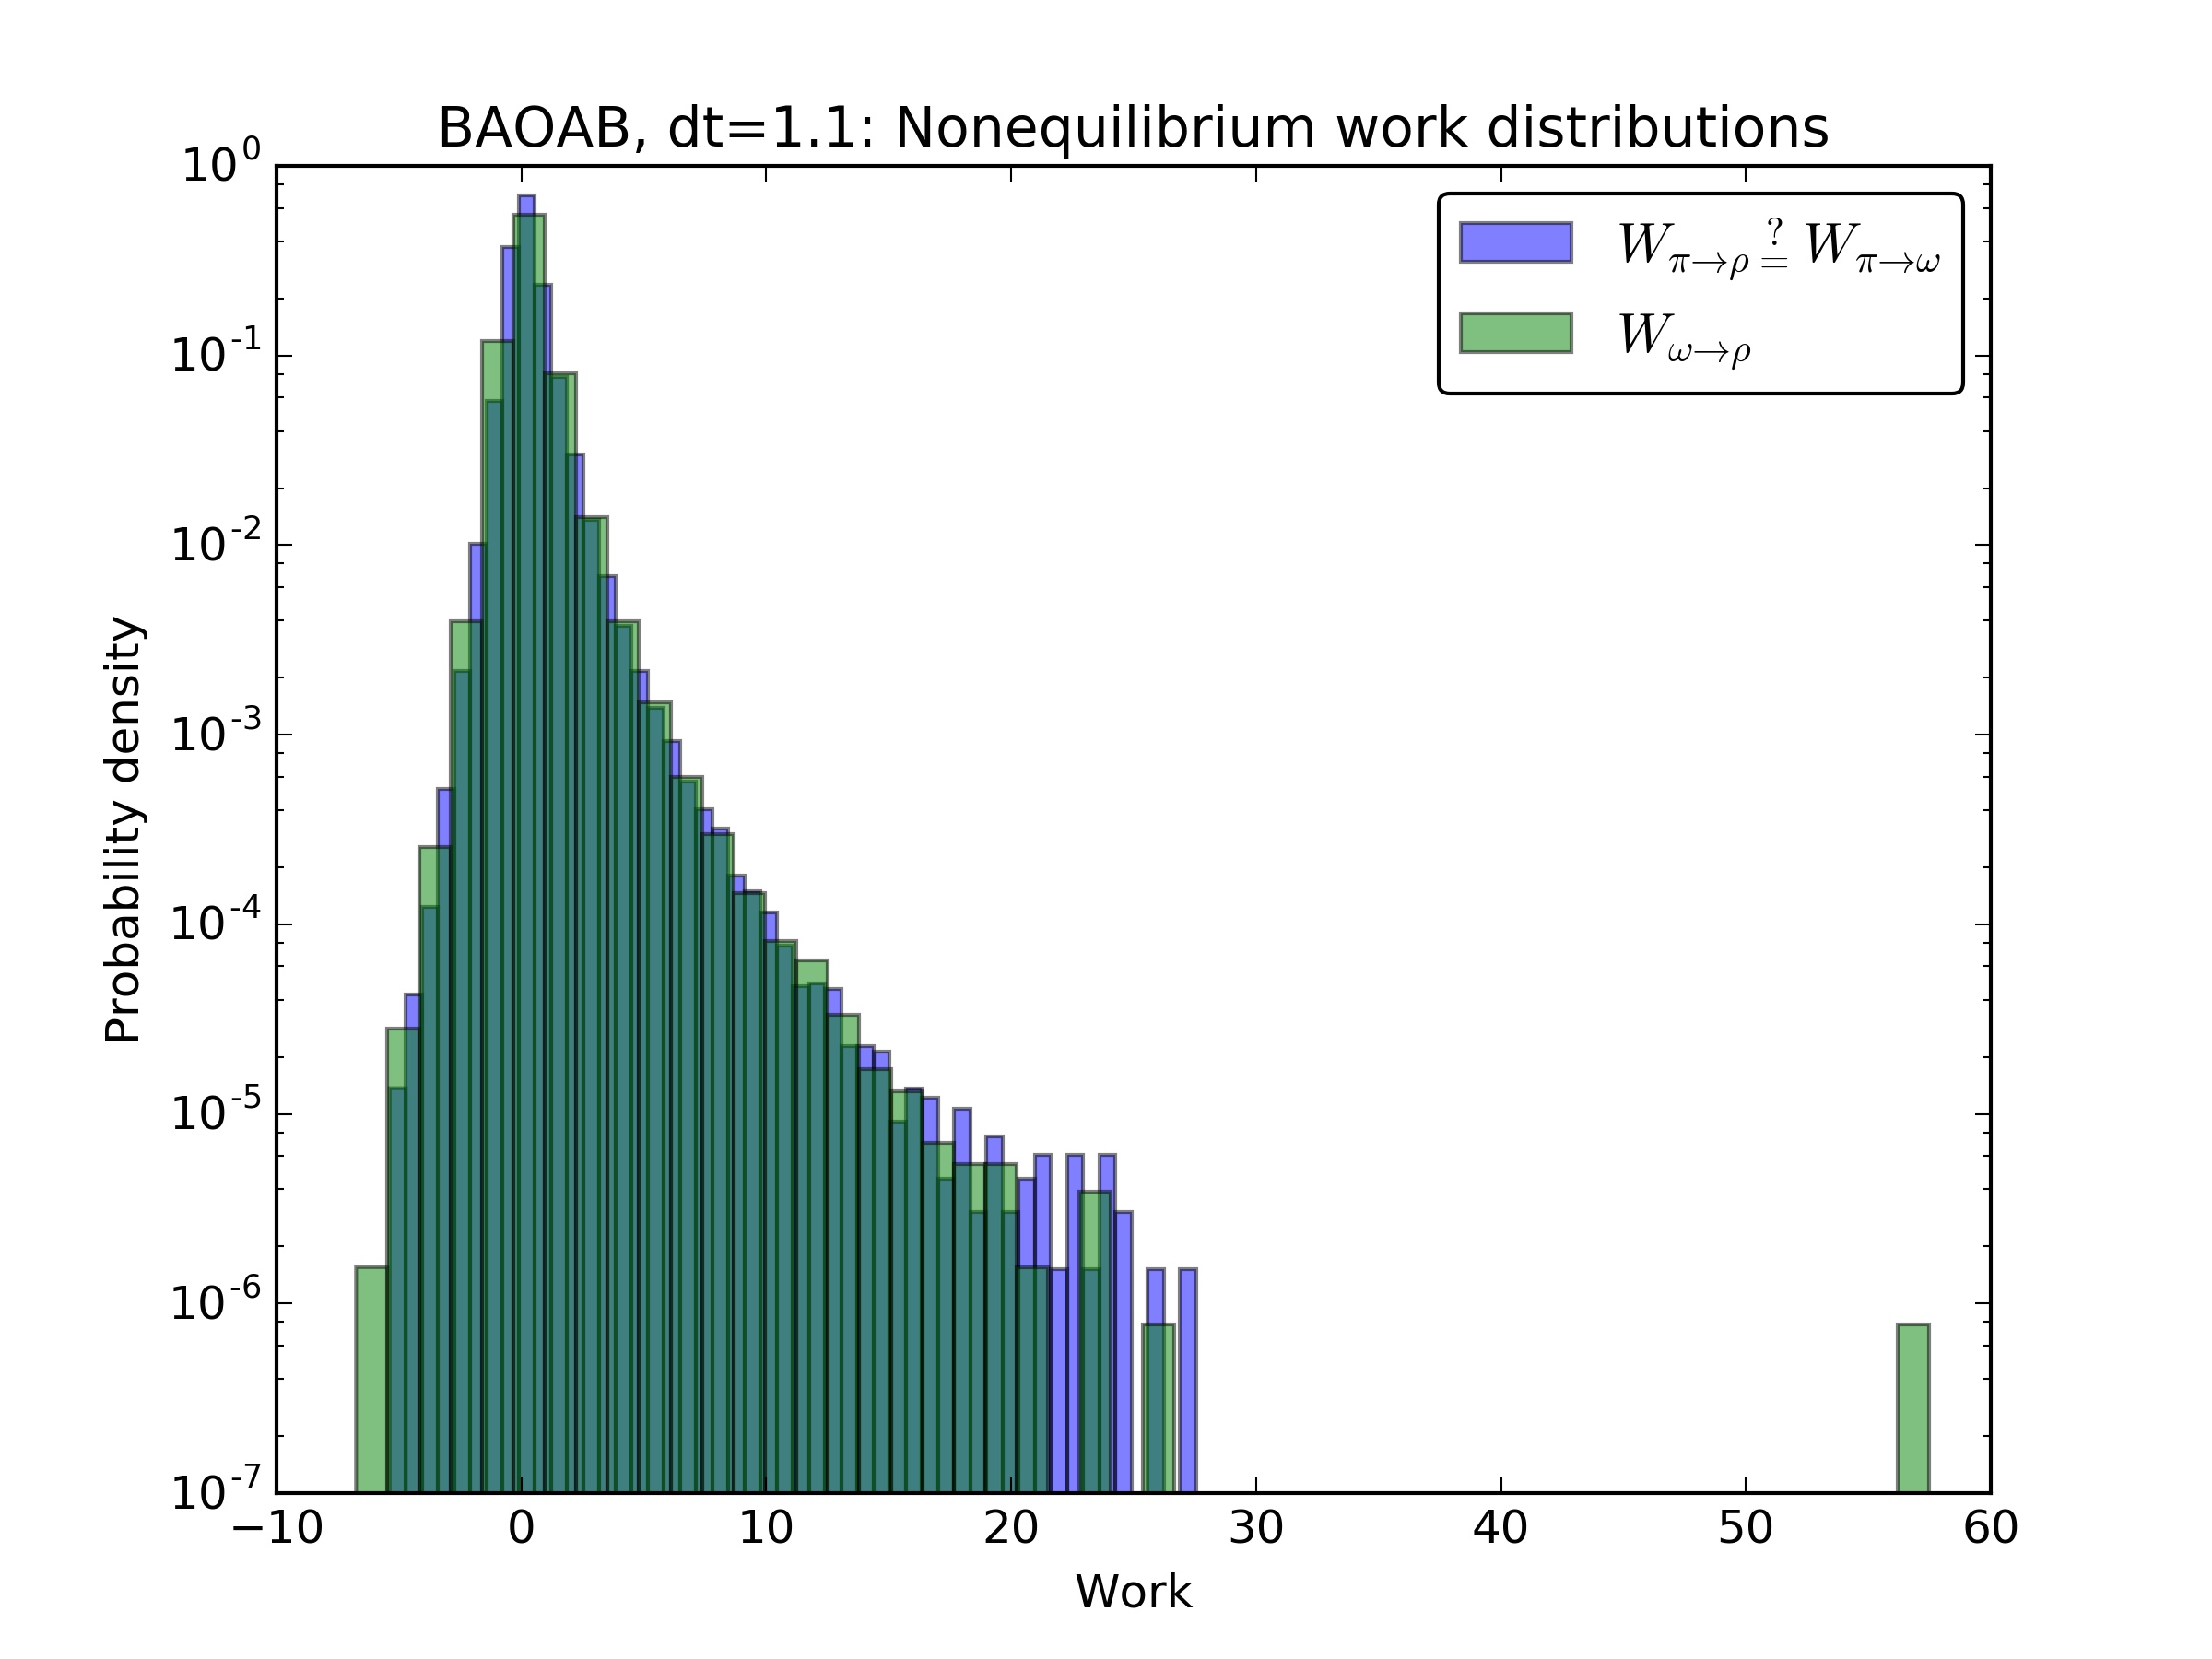 BAOAB, dt=1.1: Nonequilibrium work distributions
10^0
10^-1
10^-2
10^-3
10^-4
10^-5
10^-6
10^-7
Probability density
W_{π→ρ} ≟ W_{π→ω}
W_{ω→ρ}
−10 0 10 20 30 40 50 60
Work